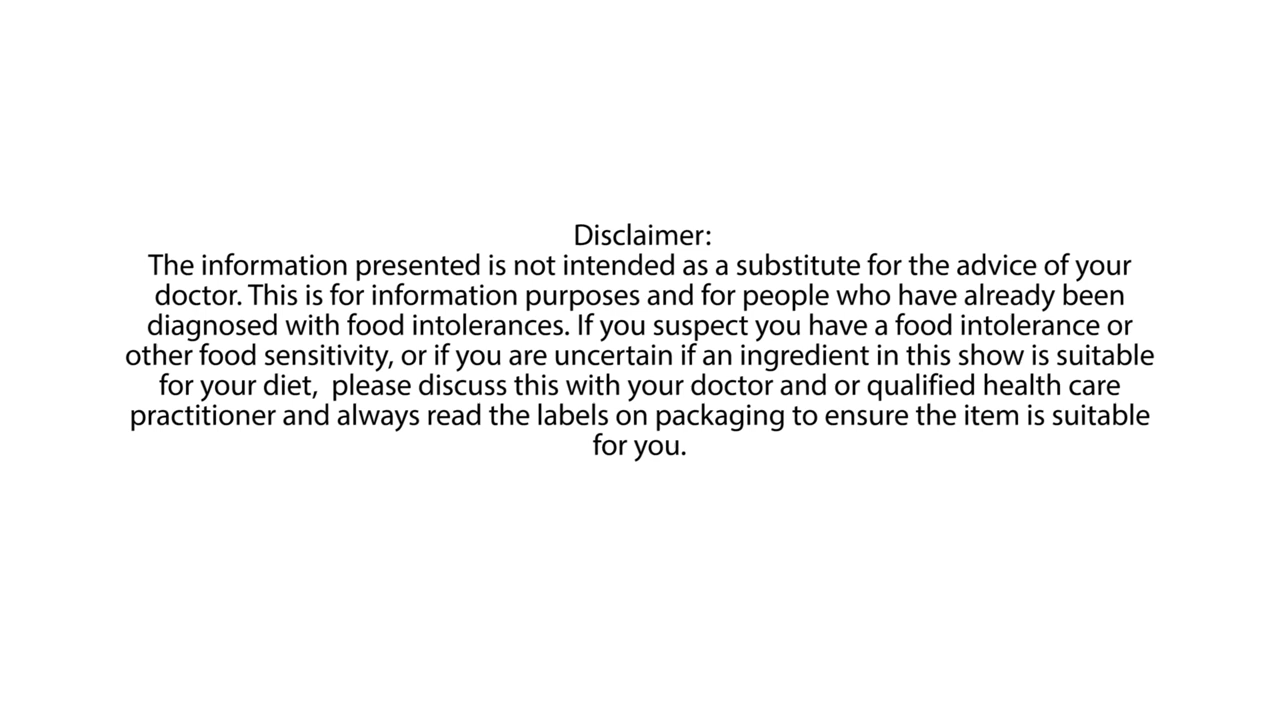 Disclaimer:
The information presented is not intended as a substitute for the advice of your
doctor. This is for information purposes and for people who have already been
diagnosed with food intolerances. If you suspect you have a food intolerance or
other food sensitivity, or if you are uncertain if an ingredient in this show is suitable
for your diet,  please discuss this with your doctor and or qualified health care
practitioner and always read the labels on packaging to ensure the item is suitable
for you.